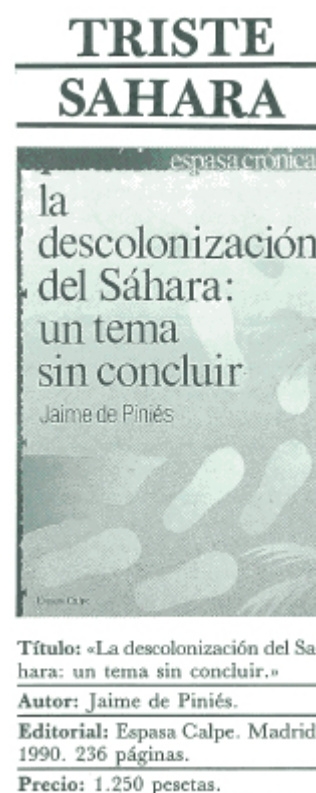 TRISTE
SAHARA
espasa crónica
la
descolonización
del Sáhara:
un tema
sin concluir
Jaime de Piniés
Espasa Calpe
Título: «La descolonización del Sa
hara: un tema sin concluir.»
Autor: Jaime de Piniés.
Editorial: Espasa Calpe. Madrid
1990. 236 páginas.
Precio: 1.250 pesetas.